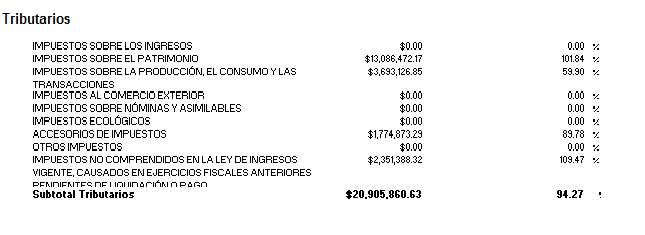 Tributarios
IMPUESTOS SOBRE LOS INGRESOS $0.00 0.00 %
IMPUESTOS SOBRE EL PATRIMONIO $13,086,472.17 101.84 %
IMPUESTOS SOBRE LA PRODUCCIÓN, EL CONSUMO Y LAS $3,693,126.85 59.90 %
TRANSACCIONES
IMPUESTOS AL COMERCIO EXTERIOR $0.00 0.00 %
IMPUESTOS SOBRE NÓMINAS Y ASIMILABLES $0.00 0.00 %
IMPUESTOS ECOLÓGICOS $0.00 0.00 %
ACCESORIOS DE IMPUESTOS $1,774,873.29 89.78 %
OTROS IMPUESTOS $0.00 0.00 %
IMPUESTOS NO COMPRENDIDOS EN LA LEY DE INGRESOS $2,351,388.32 109.47 %
VIGENTE, CAUSADOS EN EJERCICIOS FISCALES ANTERIORES
PENDIENTES DE LIQUIDACIÓN O PAGO
Subtotal Tributarios $20,905,860.63 94.27